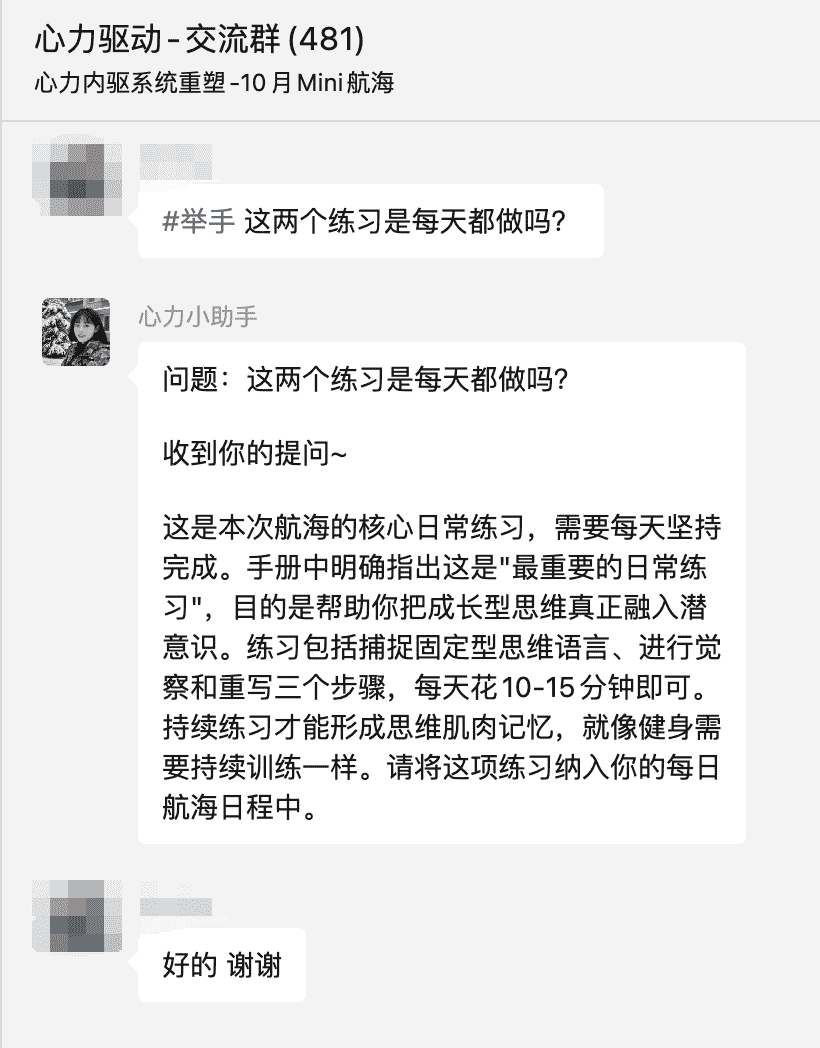 心力驱动-交流群 (481)
心力内驱系统重塑-10月Mini航海
#举手 这两个练习是每天都做吗？
心力小助手
问题：这两个练习是每天都做吗？
收到你的提问~
这是本次航海的核心日常练习，需要每天坚持
完成。手册中明确指出这是"最重要的日常练
习"，目的是帮助你把成长型思维真正融入潜
意识。练习包括捕捉固定型思维语言、进行觉
察和重写三个步骤，每天花10-15分钟即可。
持续练习才能形成思维肌肉记忆，就像健身需
要持续训练一样。请将这项练习纳入你的每日
航海日程中。
好的 谢谢